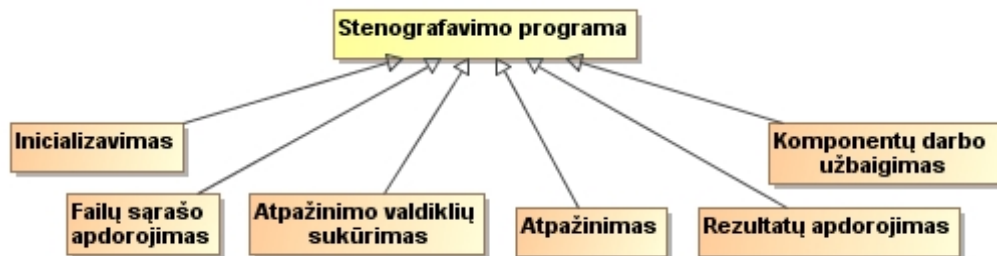 Stenografavimo programa
Inicializavimas
Komponentų darbo
užbaigimas
Failų sąrašo
apdorojimas
Atpažinimo valdiklių
sukūrimas
Atpažinimas
Rezultatų apdorojimas